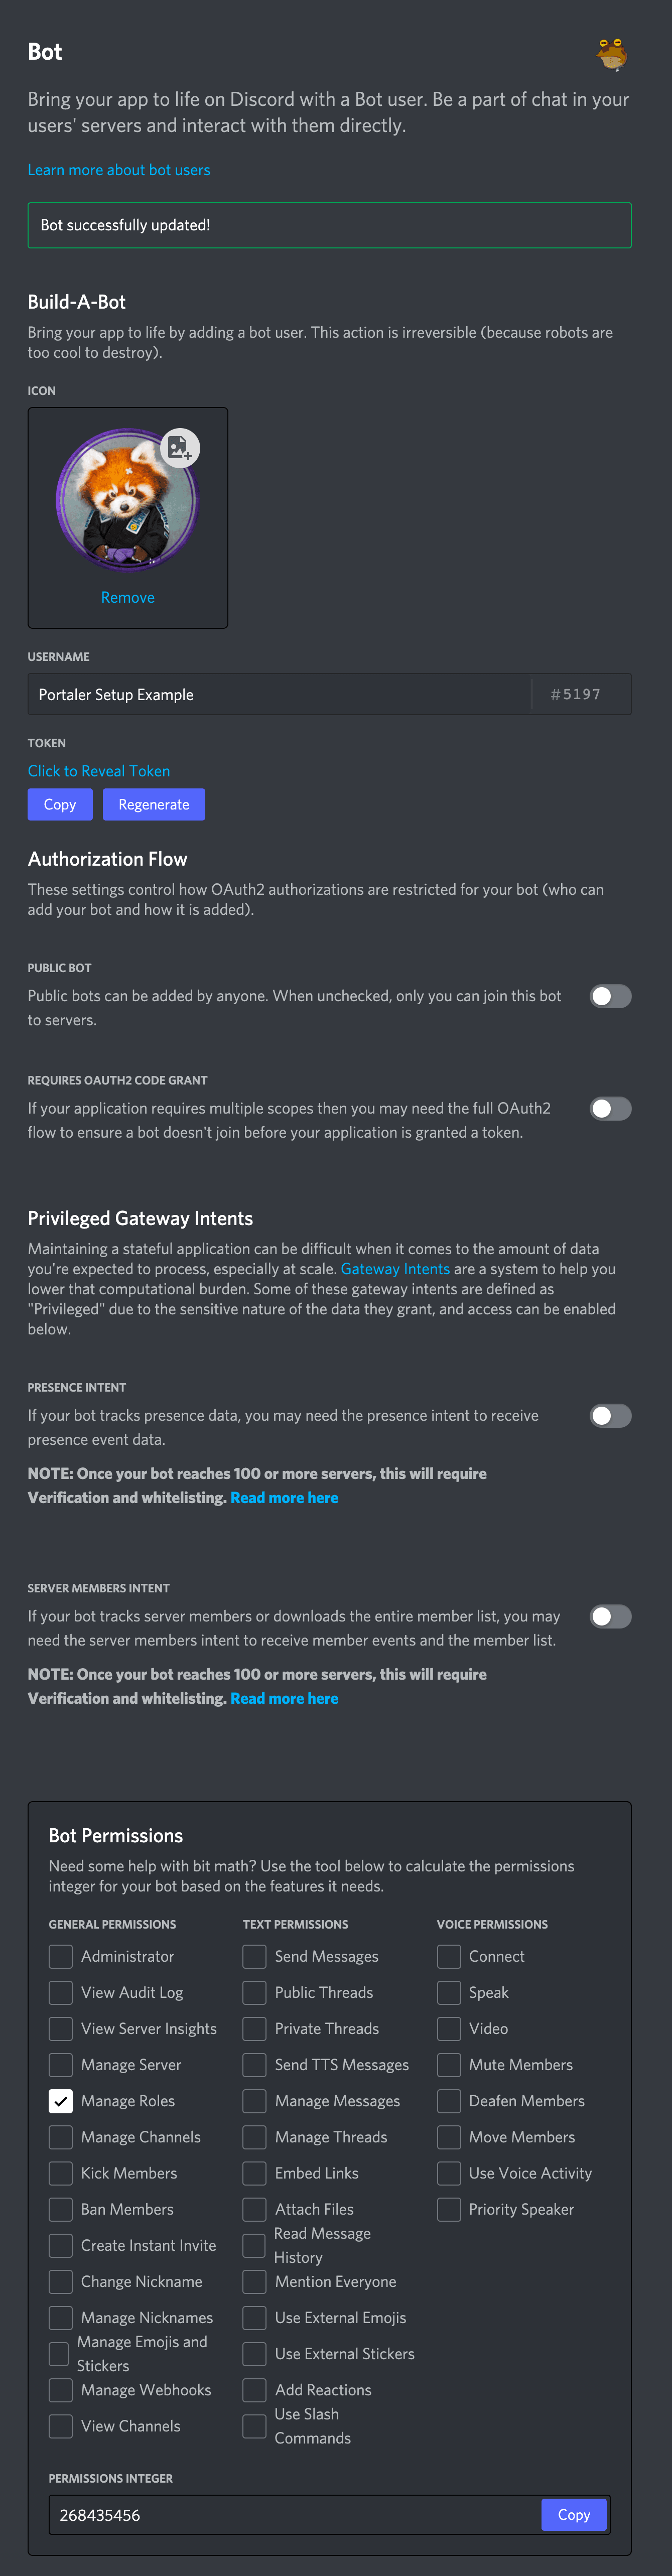 Bot
Bring your app to life on Discord with a Bot user. Be a part of chat in your
users' servers and interact with them directly.
Learn more about bot users
Bot successfully updated!
Build-A-Bot
Bring your app to life by adding a bot user. This action is irreversible (because robots are
too cool to destroy).
ICON
Remove
USERNAME
Portaler Setup Example
#5197
TOKEN
Click to Reveal Token
Copy
Regenerate
Authorization Flow
These settings control how OAuth2 authorizations are restricted for your bot (who can
add your bot and how it is added).
PUBLIC BOT
Public bots can be added by anyone. When unchecked, only you can join this bot
to servers.
REQUIRES OAUTH2 CODE GRANT
If your application requires multiple scopes then you may need the full OAuth2
flow to ensure a bot doesn't join before your application is granted a token.
Privileged Gateway Intents
Maintaining a stateful application can be difficult when it comes to the amount of data
you're expected to process, especially at scale. Gateway Intents are a system to help you
lower that computational burden. Some of these gateway intents are defined as
"Privileged" due to the sensitive nature of the data they grant, and access can be enabled
below.
PRESENCE INTENT
If your bot tracks presence data, you may need the presence intent to receive
presence event data.
NOTE: Once your bot reaches 100 or more servers, this will require
Verification and whitelisting. Read more here
SERVER MEMBERS INTENT
If your bot tracks server members or downloads the entire member list, you may
need the server members intent to receive member events and the member list.
NOTE: Once your bot reaches 100 or more servers, this will require
Verification and whitelisting. Read more here
Bot Permissions
Need some help with bit math? Use the tool below to calculate the permissions
integer for your bot based on the features it needs.
GENERAL PERMISSIONS
Administrator
View Audit Log
View Server Insights
Manage Server
Manage Roles
Manage Channels
Kick Members
Ban Members
Create Instant Invite
Change Nickname
Manage Nicknames
Manage Emojis and
Stickers
Manage Webhooks
View Channels
TEXT PERMISSIONS
Send Messages
Public Threads
Private Threads
Send TTS Messages
Manage Messages
Manage Threads
Embed Links
Attach Files
Read Message
History
Mention Everyone
Use External Emojis
Use External Stickers
Add Reactions
Use Slash
Commands
VOICE PERMISSIONS
Connect
Speak
Video
Mute Members
Deafen Members
Move Members
Use Voice Activity
Priority Speaker
PERMISSIONS INTEGER
268435456
Copy